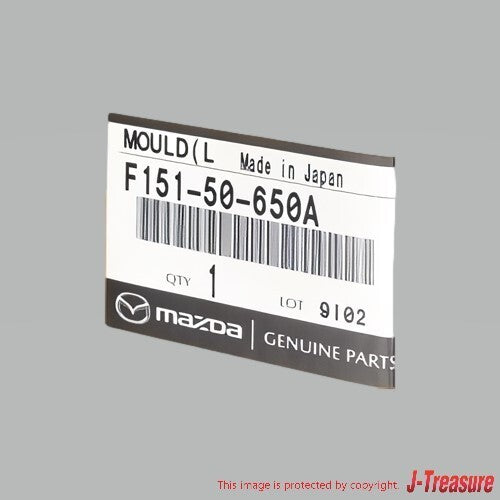 MOULD(L Made in Japan
F151-50-650A
QTY 1
LOT 9I02
mazda GENUINE PARTS
This image is protected by copyright.
J-Treasure